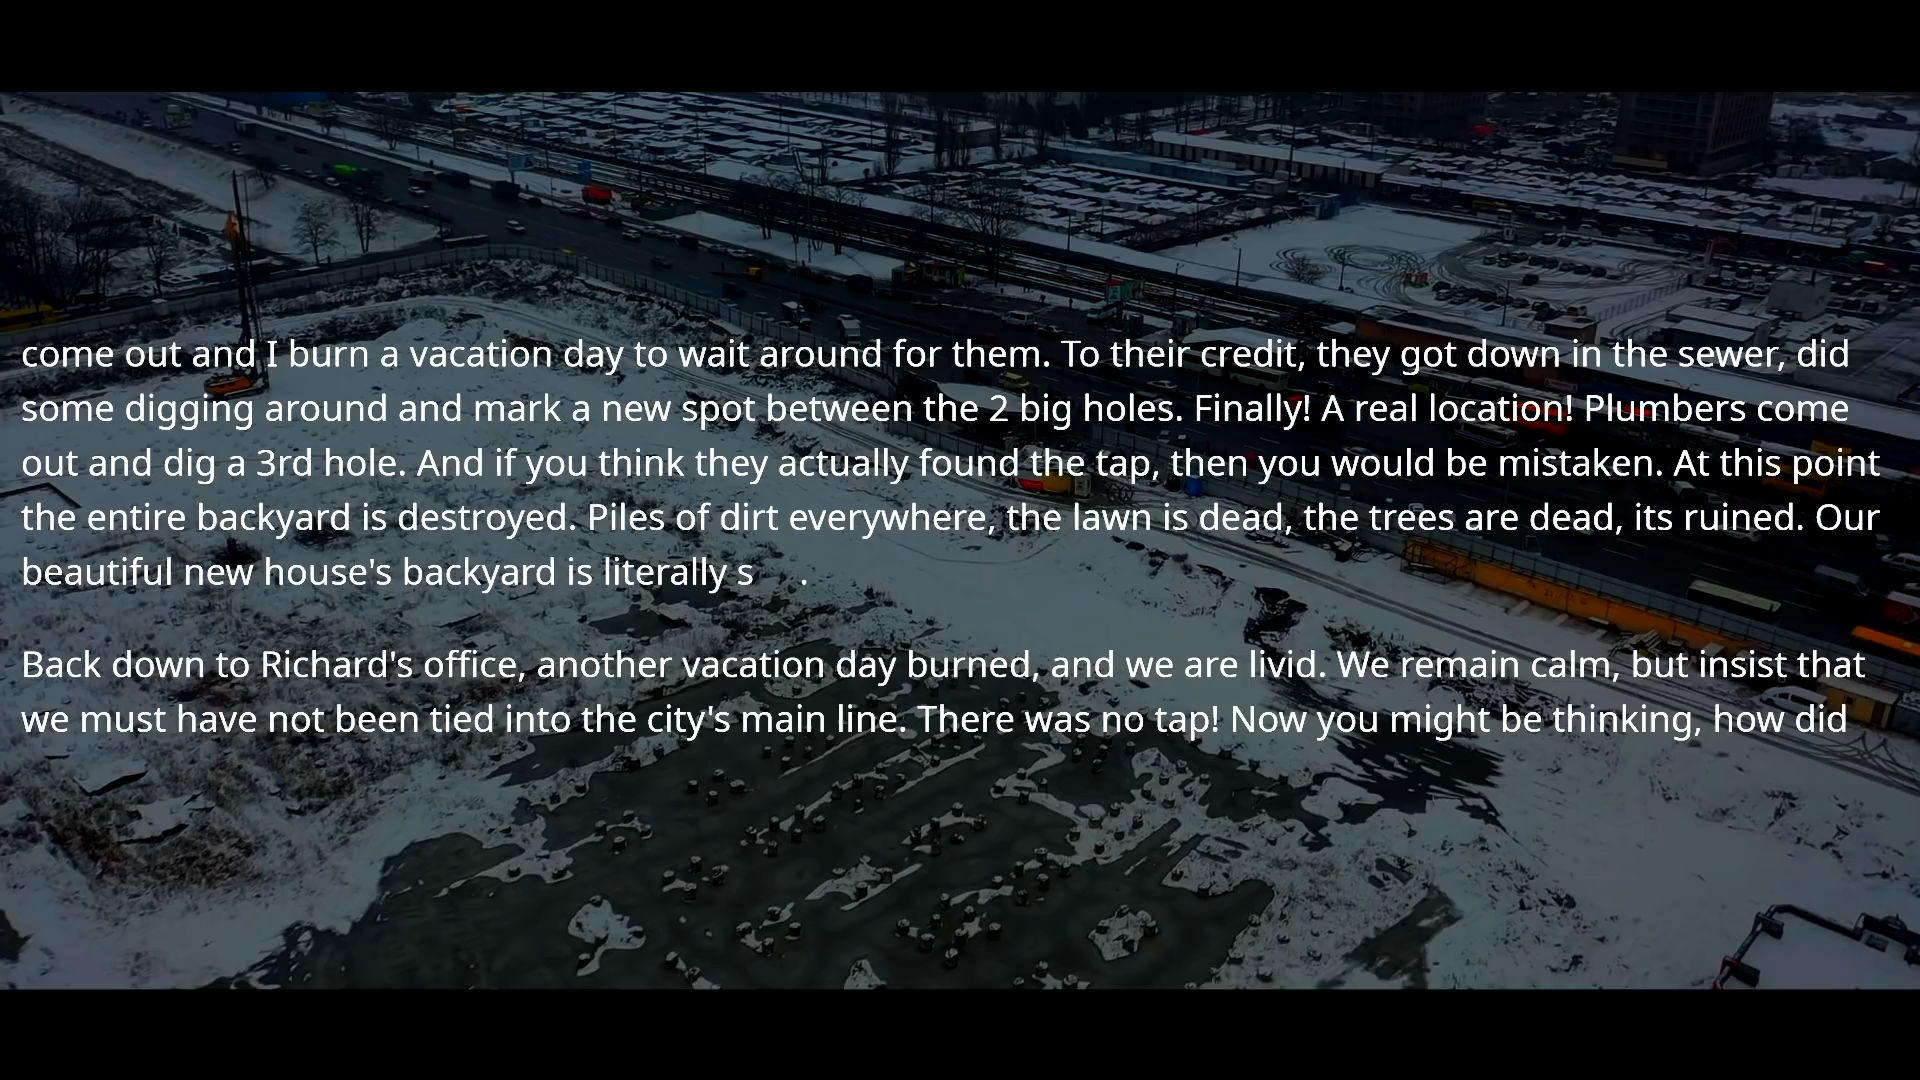 come out and I burn a vacation day to wait around for them. To their credit, they got down in the sewer, did
some digging around and mark a new spot between the 2 big holes. Finally! A real location! Plumbers come
out and dig a 3rd hole. And if you think they actually found the tap, then you would be mistaken. At this point
the entire backyard is destroyed. Piles of dirt everywhere, the lawn is dead, the trees are dead, its ruined. Our
beautiful new house's backyard is literally s .
Back down to Richard's office, another vacation day burned, and we are livid. We remain calm, but insist that
we must have not been tied into the city's main line. There was no tap! Now you might be thinking, how did